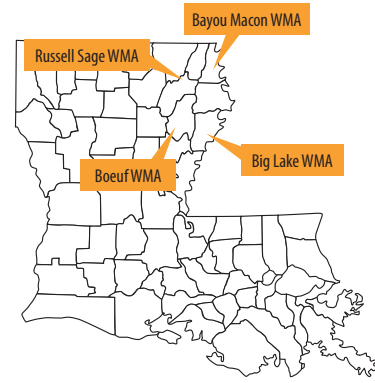 Bayou Macon WMA
Russell Sage WMA
Big Lake WMA
Boeuf WMA